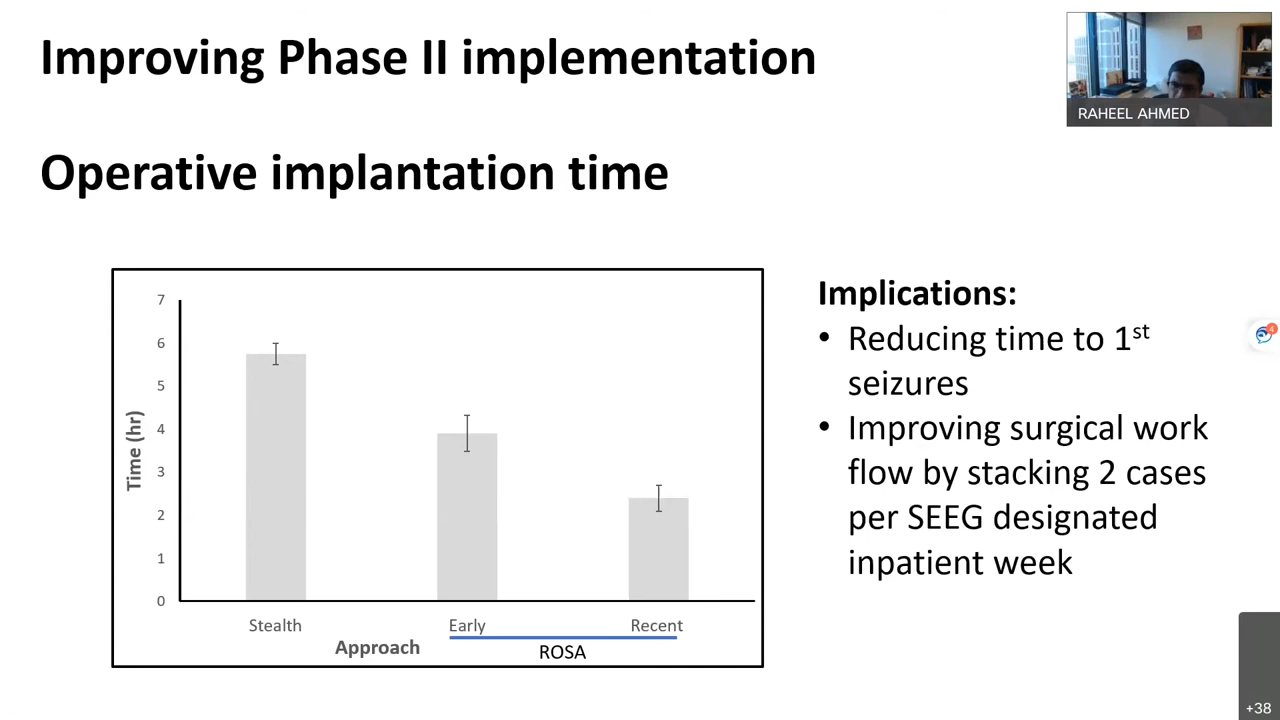 Improving Phase II implementation
RAHEEL AHMED
Operative implantation time
7
6
5
4
3
2
1
0
Time (hr)
Stealth
Early
Recent
Approach
ROSA
Implications:
• Reducing time to 1st
seizures
• Improving surgical work
flow by stacking 2 cases
per SEEG designated
inpatient week
4
+38